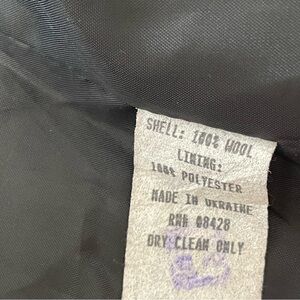 SHELL: 100% WOOL
LINING:
100% POLYESTER
MADE IN UKRAINE
RN# 08428
DRY CLEAN ONLY